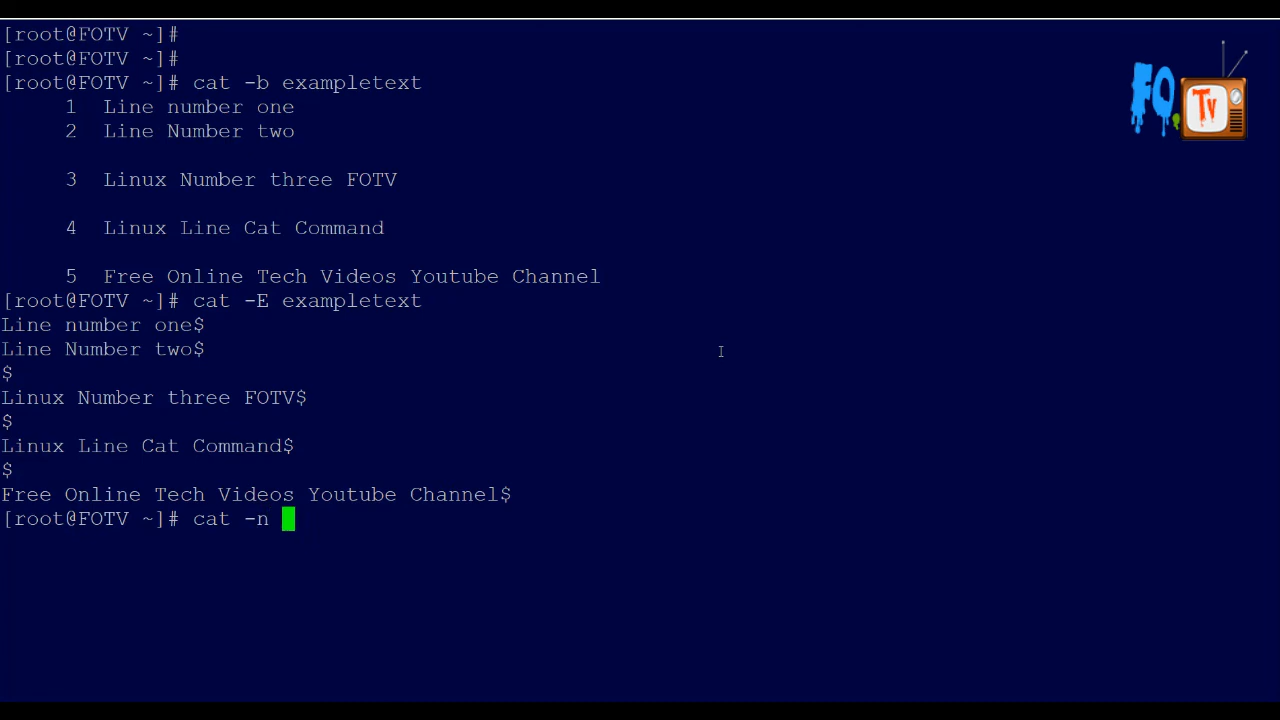 [root@FOTV ~]#
[root@FOTV ~]#
[root@FOTV ~]# cat -b exampletext
1 Line number one
2 Line Number two
3 Linux Number three FOTV
4 Linux Line Cat Command
5 Free Online Tech Videos Youtube Channel
[root@FOTV ~]# cat -E exampletext
Line number one$
Line Number two$
$
Linux Number three FOTV$
$
Linux Line Cat Command$
$
Free Online Tech Videos Youtube Channel$
[root@FOTV ~]# cat -n
FO.
Tv